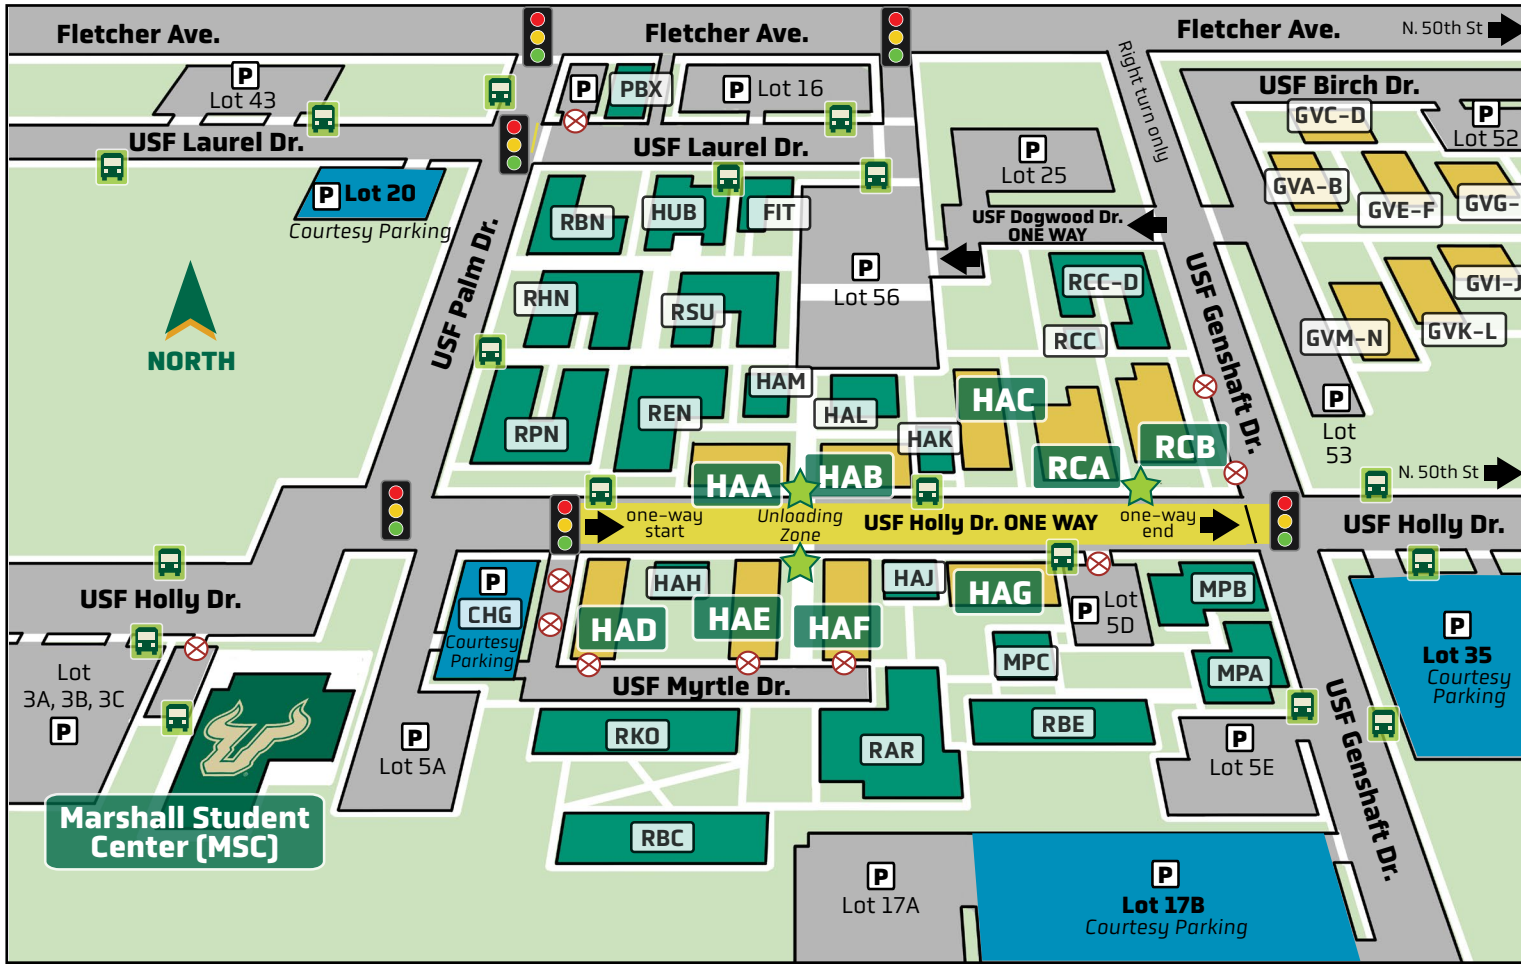 Fletcher Ave.
Fletcher Ave.
Fletcher Ave.
N. 50th St
P
Lot 43
P
PBX
P Lot 16
Right turn only
USF Birch Dr.
GVC-D
P
Lot 52
USF Laurel Dr.
USF Laurel Dr.
P
Lot 25
P Lot 20
Courtesy Parking
RBN
HUB
FIT
USF Dogwood Dr.
ONE WAY
GVA-B
GVE-F
GVG-
USF Palm Dr.
P
Lot 56
USF Genshaft Dr.
RHN
RSU
RCC-D
RCC
GVI-J
GVM-N
GVK-L
NORTH
HAM
HAL
HAC
RPN
REN
HAK
P
Lot
53
HAA
HAB
RCA
RCB
N. 50th St
one-way
start
Unloading
Zone
USF Holly Dr. ONE WAY
one-way
end
USF Holly Dr.
USF Holly Dr.
P
CHG
Courtesy
Parking
HAD
HAH
HAE
HAF
HAJ
HAG
P
Lot
5D
MPB
MPC
MPA
P
Lot 35
Courtesy
Parking
Lot
3A, 3B, 3C
P
USF Myrtle Dr.
P
Lot 5A
RKO
RAR
RBE
P
Lot 5E
USF Genshaft Dr.
Marshall Student
Center (MSC)
RBC
P
Lot 17A
P
Lot 17B
Courtesy Parking